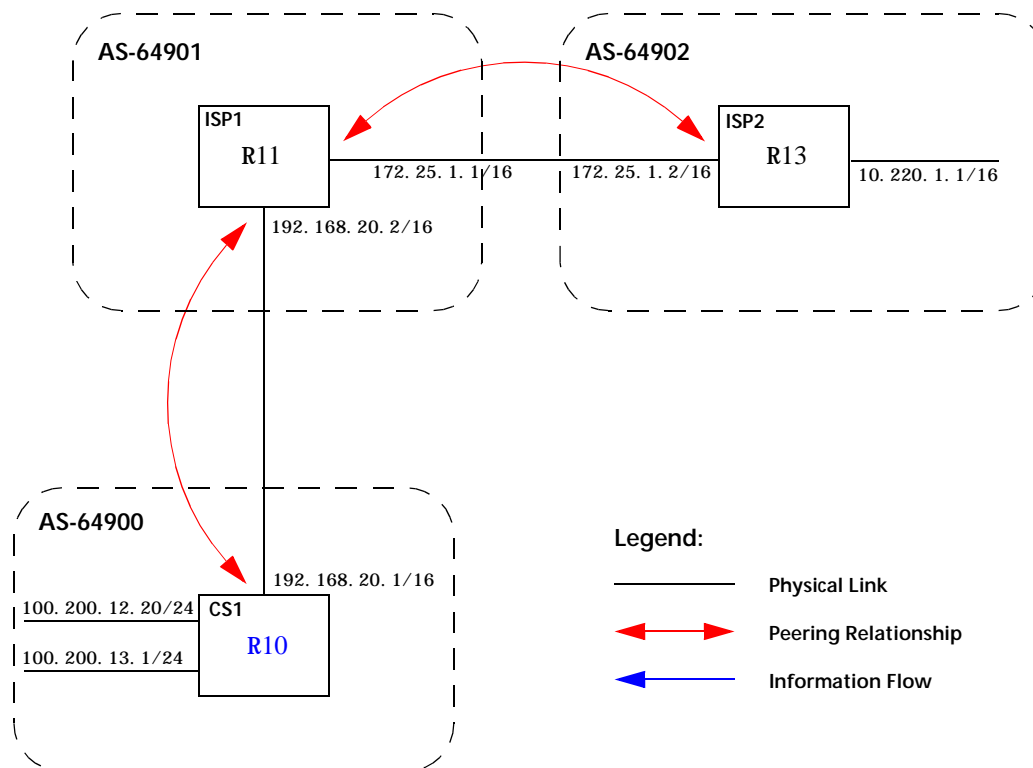 AS-64901
AS-64902
ISP1
R11
ISP2
R13
172.25.1.1/16
172.25.1.2/16
10.220.1.1/16
192.168.20.2/16
AS-64900
192.168.20.1/16
100.200.12.20/24
CS1
R10
100.200.13.1/24
Legend:
Physical Link
Peering Relationship
Information Flow